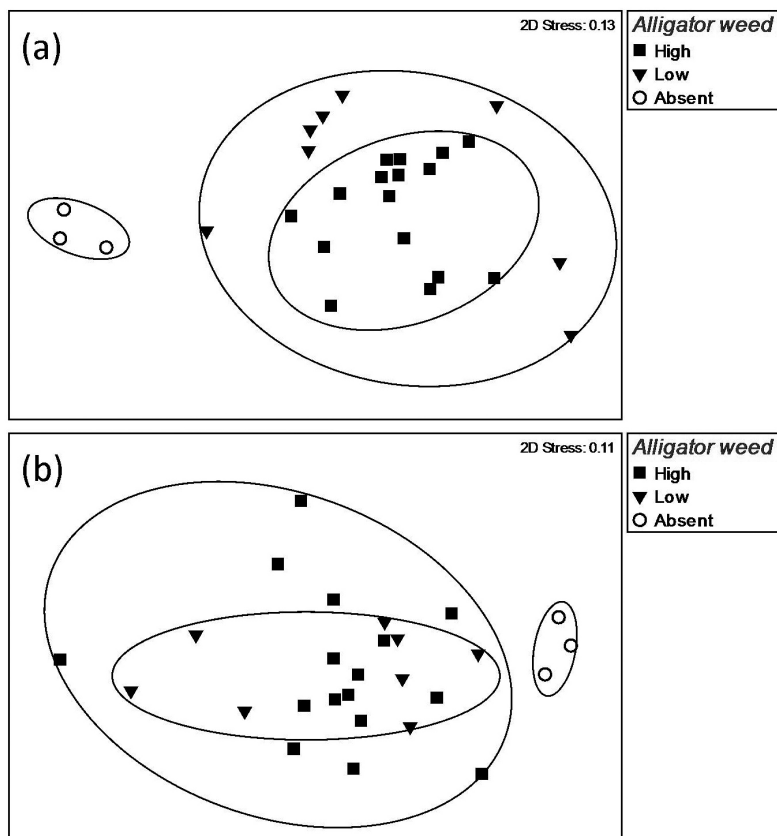 (a)
2D Stress: 0.13
Alligator weed
High
Low
Absent
(b)
2D Stress: 0.11
Alligator weed
High
Low
Absent